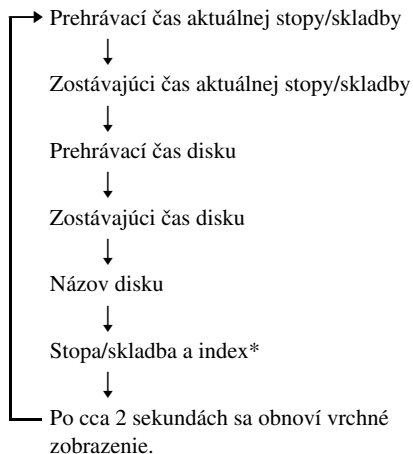 Prehrávací čas aktuálnej stopy/skladby
Zostávajúci čas aktuálnej stopy/skladby
Prehrávací čas disku
Zostávajúci čas disku
Názov disku
Stopa/skladba a index*
Po cca 2 sekundách sa obnoví vrchné
zobrazenie.